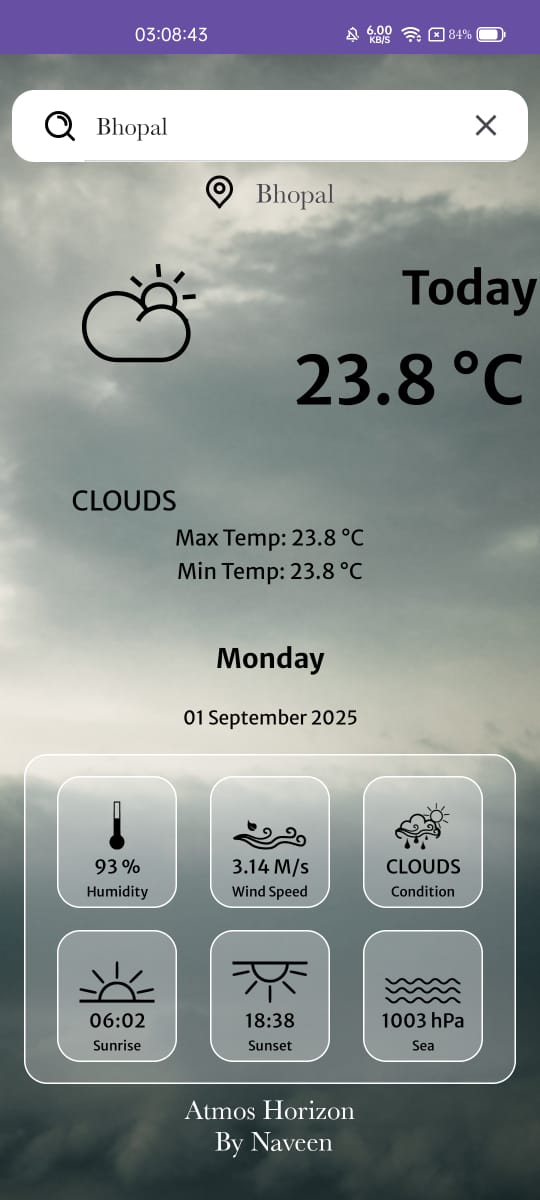 03:08:43 6.00 KB/S 84%
Bhopal
Bhopal
Today
23.8 °C
CLOUDS
Max Temp: 23.8 °C
Min Temp: 23.8 °C
Monday
01 September 2025
93 % 3.14 M/s CLOUDS
Humidity Wind Speed Condition
06:02 18:38 1003 hPa
Sunrise Sunset Sea
Atmos Horizon
By Naveen